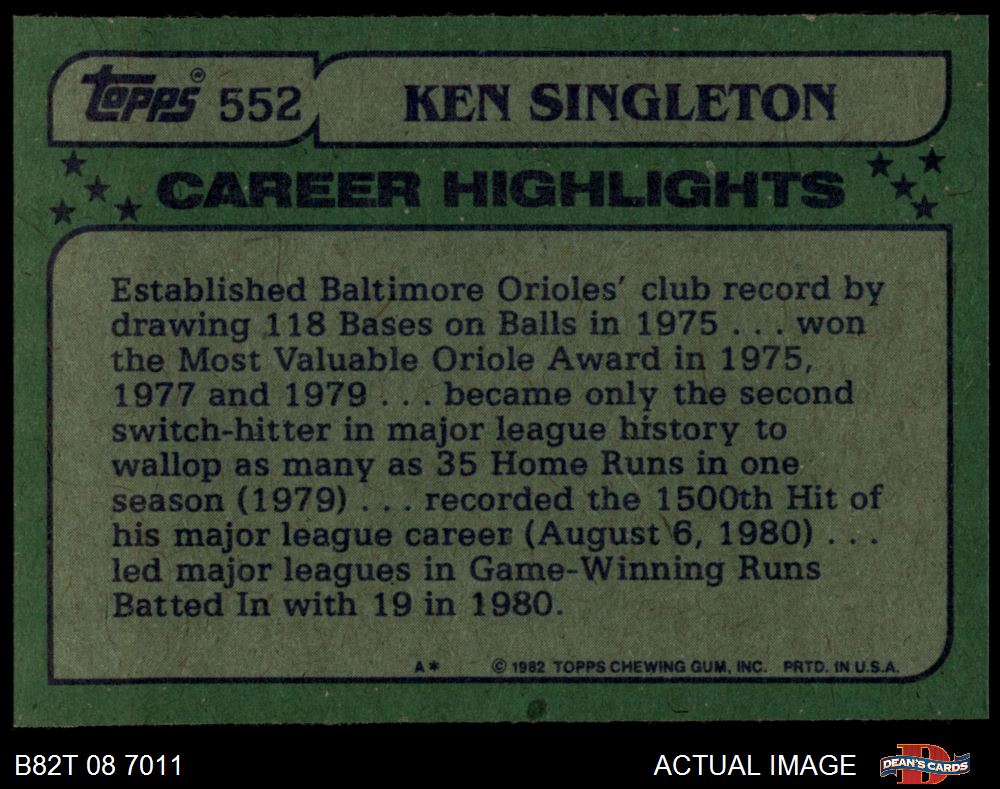 Topps® 552 KEN SINGLETON
CAREER HIGHLIGHTS
Established Baltimore Orioles' club record by
drawing 118 Bases on Balls in 1975 . . . won
the Most Valuable Oriole Award in 1975,
1977 and 1979 . . . became only the second
switch-hitter in major league history to
wallop as many as 35 Home Runs in one
season (1979) . . . recorded the 1500th Hit of
his major league career (August 6, 1980) . . .
led major leagues in Game-Winning Runs
Batted In with 19 in 1980.
A* © 1982 TOPPS CHEWING GUM, INC. PRTD. IN U.S.A.
B82T 08 7011 ACTUAL IMAGE D DEAN'S CARDS